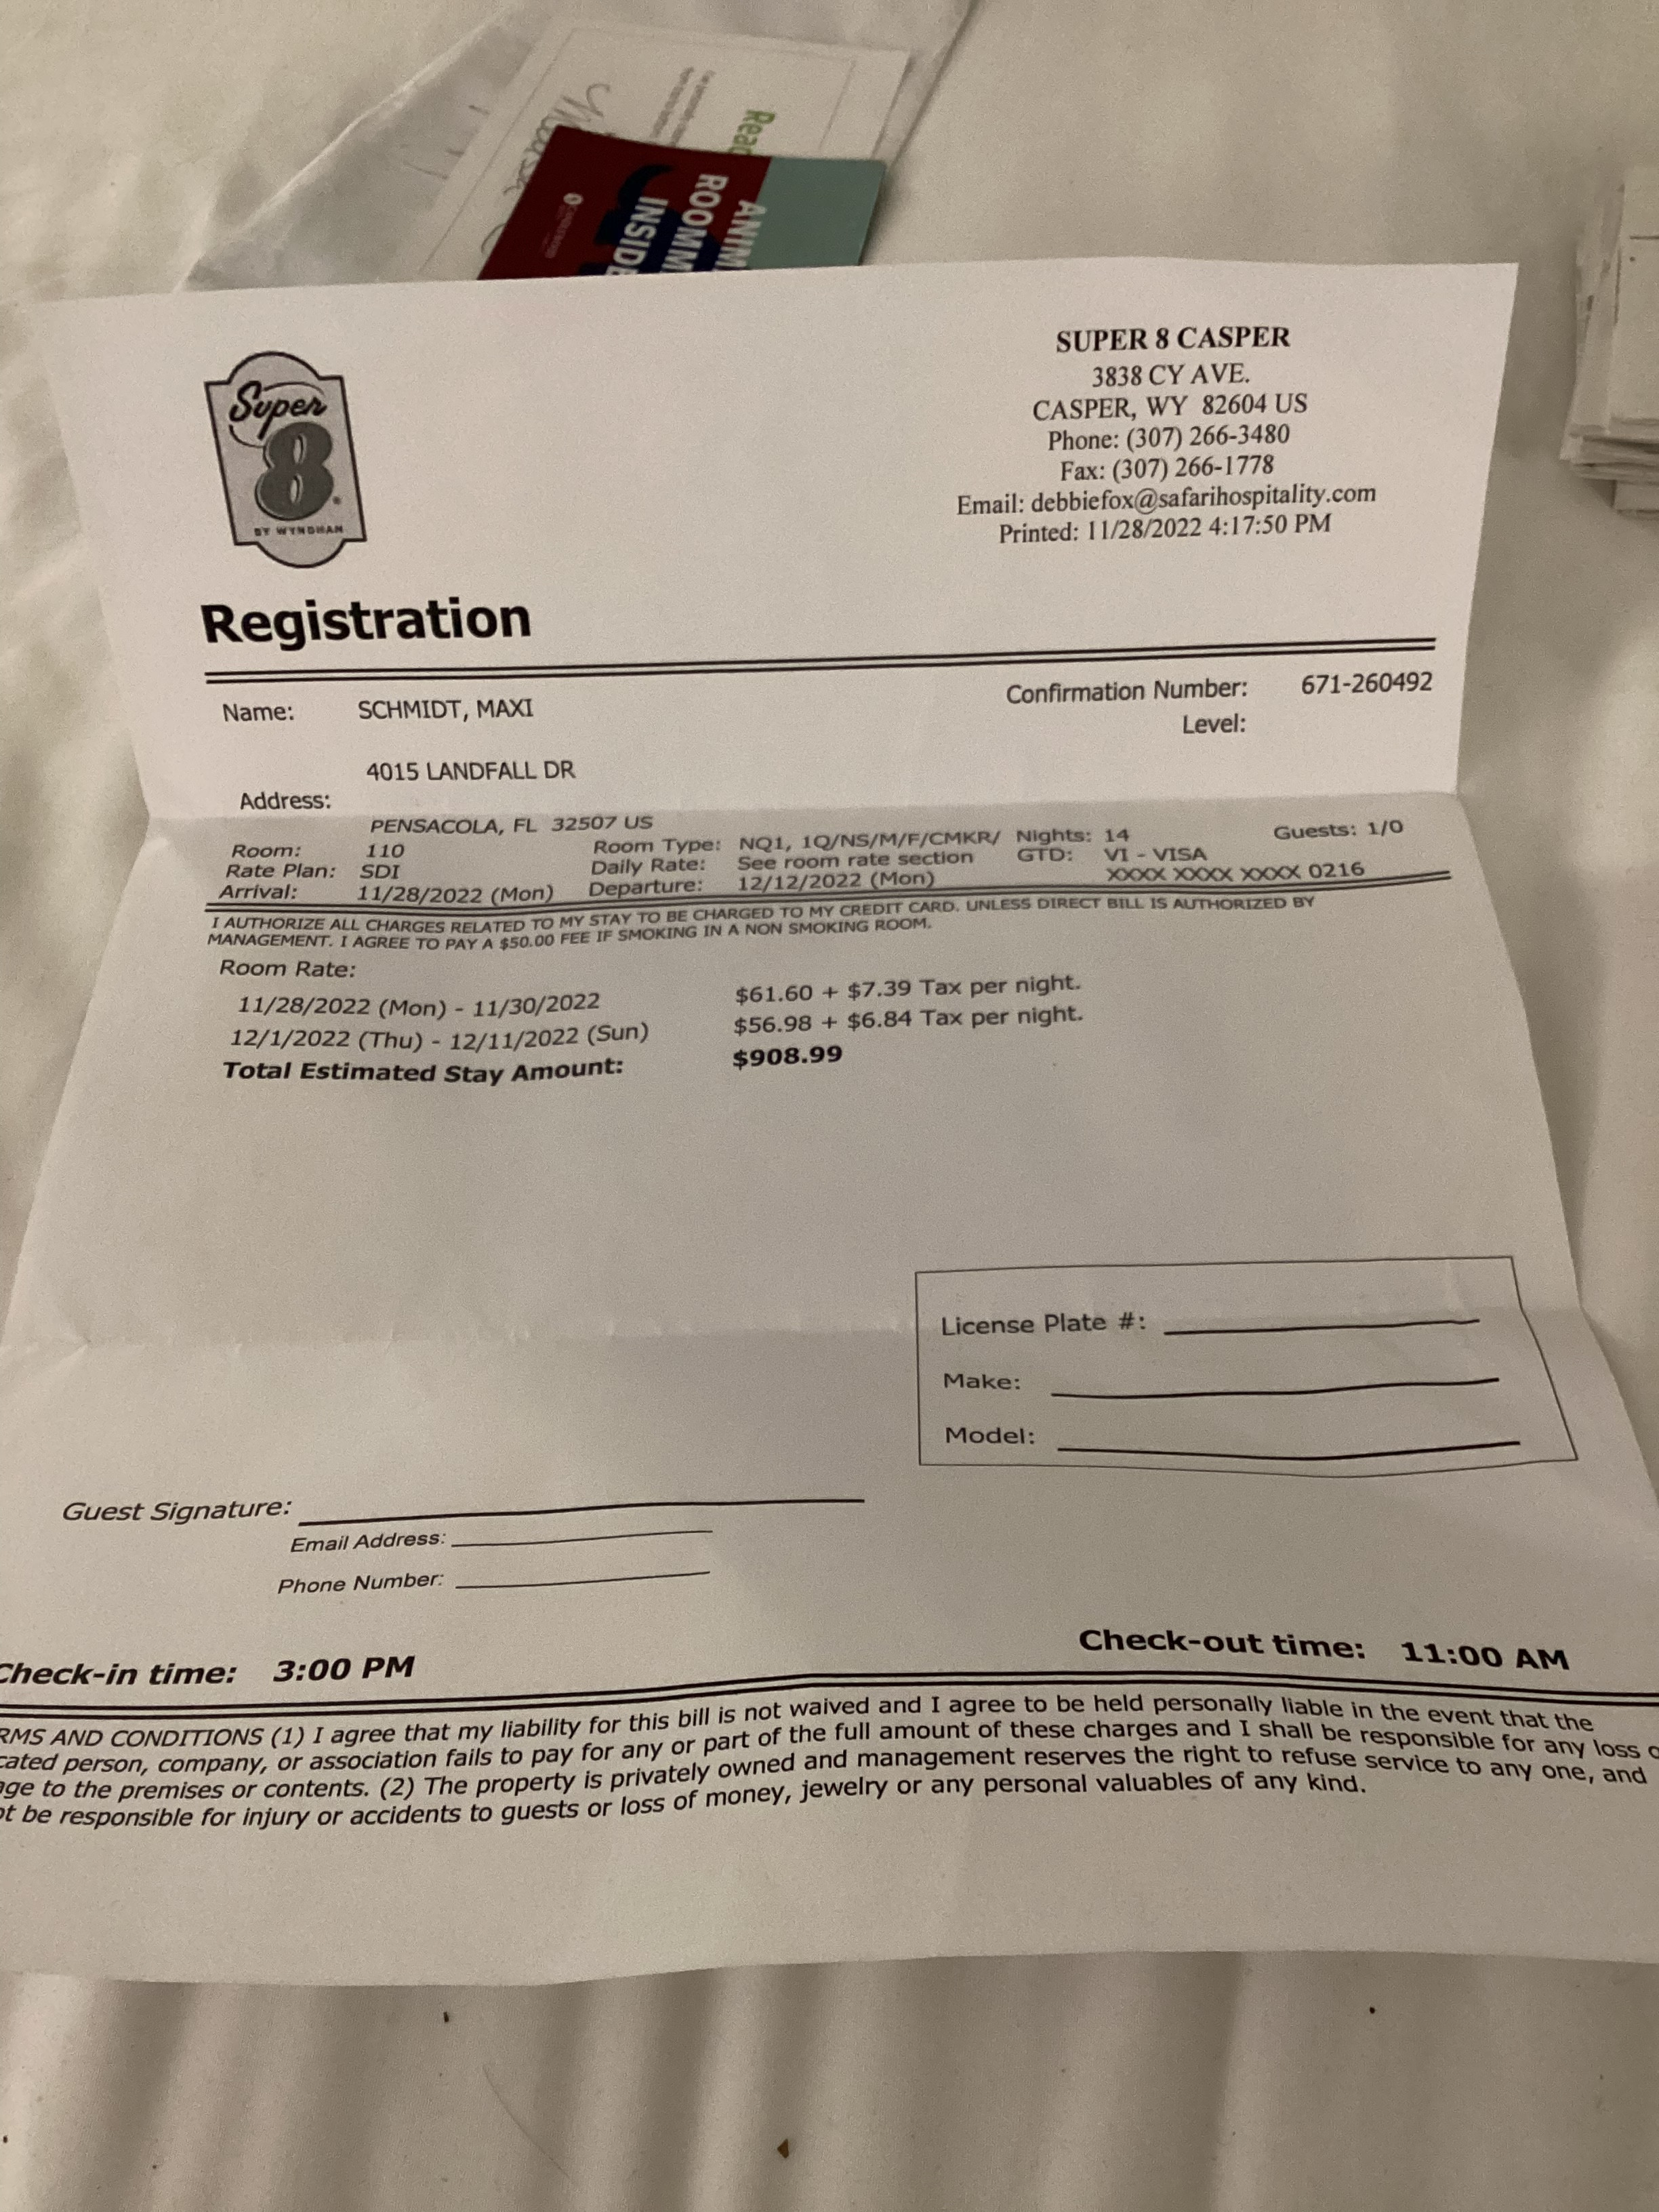 Read
ANIM
ROOMM
INSIDE
Super
8
BY WYNDHAM
SUPER 8 CASPER
3838 CY AVE.
CASPER, WY 82604 US
Phone: (307) 266-3480
Fax: (307) 266-1778
Email: debbiefox@safarihospitality.com
Printed: 11/28/2022 4:17:50 PM
Registration
Name: SCHMIDT, MAXI Confirmation Number: 671-260492
Level:
4015 LANDFALL DR
Address:
PENSACOLA, FL 32507 US
Room: 110 Room Type: NQ1, 1Q/NS/M/F/CMKR/ Nights: 14 Guests: 1/0
Rate Plan: SDI Daily Rate: See room rate section GTD: VI - VISA
Arrival: 11/28/2022 (Mon) Departure: 12/12/2022 (Mon) XXXX XXXX XXXX 0216
I AUTHORIZE ALL CHARGES RELATED TO MY STAY TO BE CHARGED TO MY CREDIT CARD. UNLESS DIRECT BILL IS AUTHORIZED BY
MANAGEMENT. I AGREE TO PAY A $50.00 FEE IF SMOKING IN A NON SMOKING ROOM.
Room Rate:
11/28/2022 (Mon) - 11/30/2022 $61.60 + $7.39 Tax per night.
12/1/2022 (Thu) - 12/11/2022 (Sun) $56.98 + $6.84 Tax per night.
Total Estimated Stay Amount: $908.99
License Plate #:
Make:
Model:
Guest Signature:
Email Address:
Phone Number:
Check-in time: 3:00 PM Check-out time: 11:00 AM
RMS AND CONDITIONS (1) I agree that my liability for this bill is not waived and I agree to be held personally liable in the event that the
cated person, company, or association fails to pay for any or part of the full amount of these charges and I shall be responsible for any loss o
ge to the premises or contents. (2) The property is privately owned and management reserves the right to refuse service to any one, and
ot be responsible for injury or accidents to guests or loss of money, jewelry or any personal valuables of any kind.